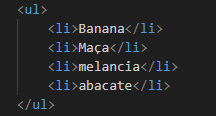 <ul>
    <li>Banana</li>
    <li>Maça</li>
    <li>melancia</li>
    <li>abacate</li>
</ul>